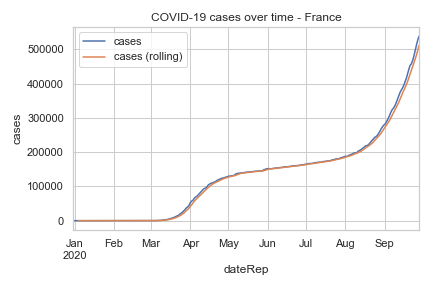 COVID-19 cases over time - France
cases
cases (rolling)
500000
400000
300000
200000
100000
0
cases
Jan Feb Mar Apr May Jun Jul Aug Sep
2020
dateRep